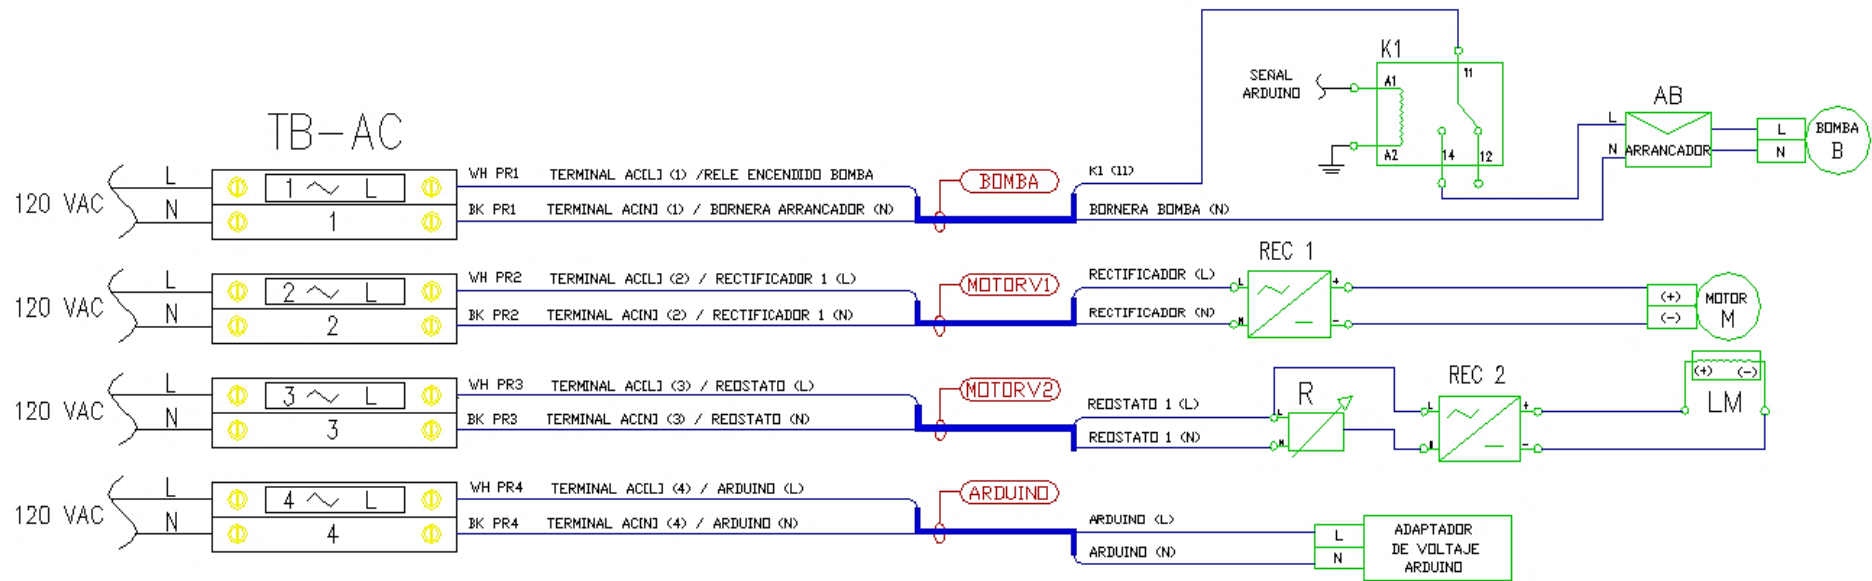 TB-AC
120 VAC
L
N
1 ~ L
1
WH PR1 TERMINAL AC[L] (1) /RELE ENCENDIDO BOMBA
BK PR1 TERMINAL AC[N] (1) / BORNERA ARRANCADOR (N)
BOMBA
K1 (11)
BORNERA BOMBA (N)
SEÑAL
ARDUINO
K1
A1
A2
11
14
12
L
N
AB
ARRANCADOR
L
N
BOMBA
B
120 VAC
L
N
2 ~ L
2
WH PR2 TERMINAL AC[L] (2) / RECTIFICADOR 1 (L)
BK PR2 TERMINAL AC[N] (2) / RECTIFICADOR 1 (N)
MOTORV1
RECTIFICADOR (L)
RECTIFICADOR (N)
REC 1
L
N
+
-
(+)
(-)
MOTOR
M
120 VAC
L
N
3 ~ L
3
WH PR3 TERMINAL AC[L] (3) / REOSTATO (L)
BK PR3 TERMINAL AC[N] (3) / REOSTATO (N)
MOTORV2
REOSTATO 1 (L)
REOSTATO 1 (N)
R
L
N
REC 2
L
N
+
-
(+) (-)
LM
120 VAC
L
N
4 ~ L
4
WH PR4 TERMINAL AC[L] (4) / ARDUINO (L)
BK PR4 TERMINAL AC[N] (4) / ARDUINO (N)
ARDUINO
ARDUINO (L)
ARDUINO (N)
L
N
ADAPTADOR
DE VOLTAJE
ARDUINO